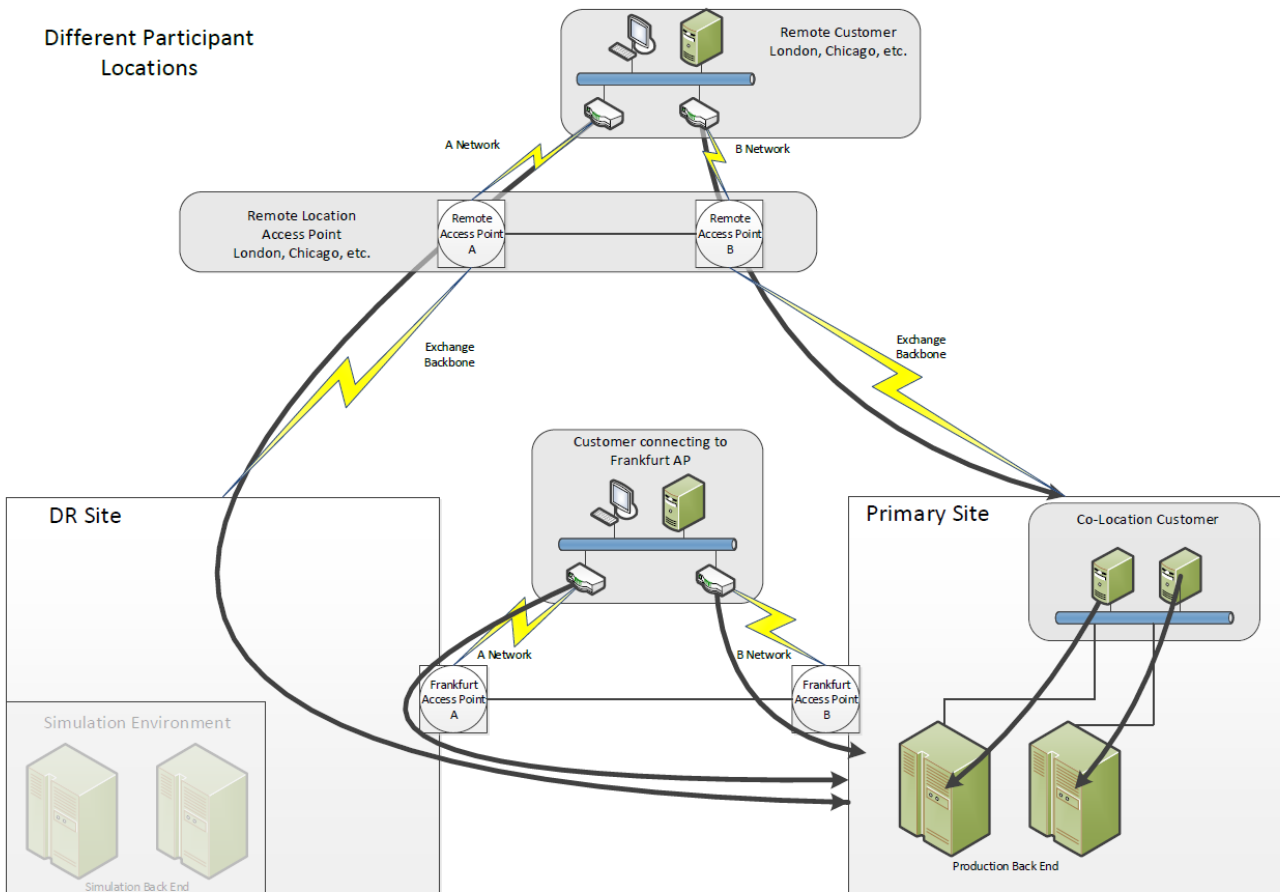 Different Participant
Locations
Remote Customer
London, Chicago, etc.
A Network
B Network
Remote Location
Access Point
London, Chicago, etc.
Remote
Access Point
A
Remote
Access Point
B
Exchange
Backbone
Exchange
Backbone
Customer connecting to
Frankfurt AP
DR Site
Primary Site
Co-Location Customer
A Network
B Network
Frankfurt
Access Point
A
Frankfurt
Access Point
B
Simulation Environment
Simulation Back End
Production Back End